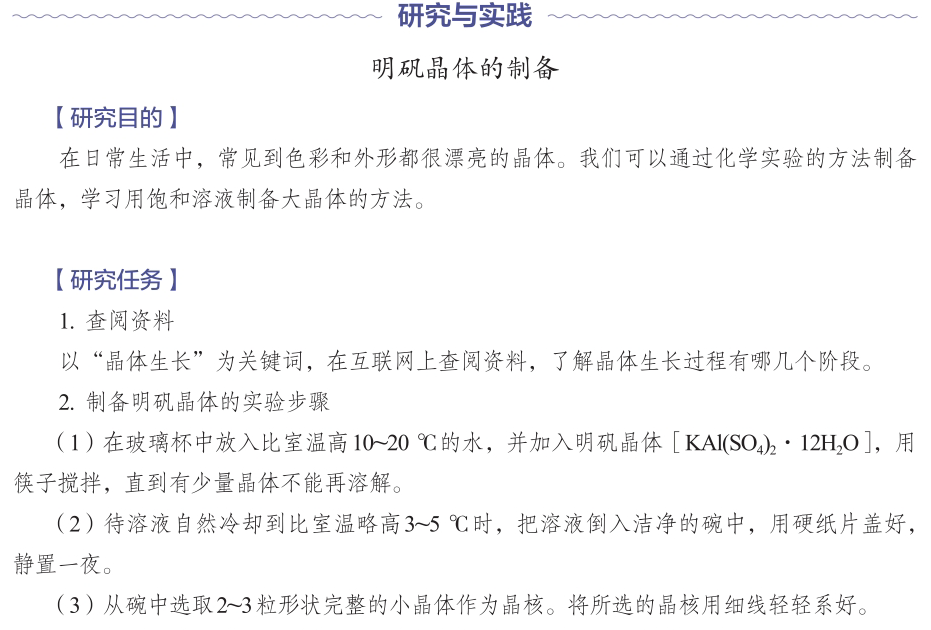 研究与实践
明矾晶体的制备
【研究目的】
在日常生活中，常见到色彩和外形都很漂亮的晶体。我们可以通过化学实验的方法制备
晶体，学习用饱和溶液制备大晶体的方法。
【研究任务】
1. 查阅资料
以“晶体生长”为关键词，在互联网上查阅资料，了解晶体生长过程有哪几个阶段。
2. 制备明矾晶体的实验步骤
（1）在玻璃杯中放入比室温高10~20 ℃的水，并加入明矾晶体［KAl(SO₄)₂・12H₂O］，用
筷子搅拌，直到有少量晶体不能再溶解。
（2）待溶液自然冷却到比室温略高3~5 ℃时，把溶液倒入洁净的碗中，用硬纸片盖好，
静置一夜。
（3）从碗中选取2~3粒形状完整的小晶体作为晶核。将所选的晶核用细线轻轻系好。